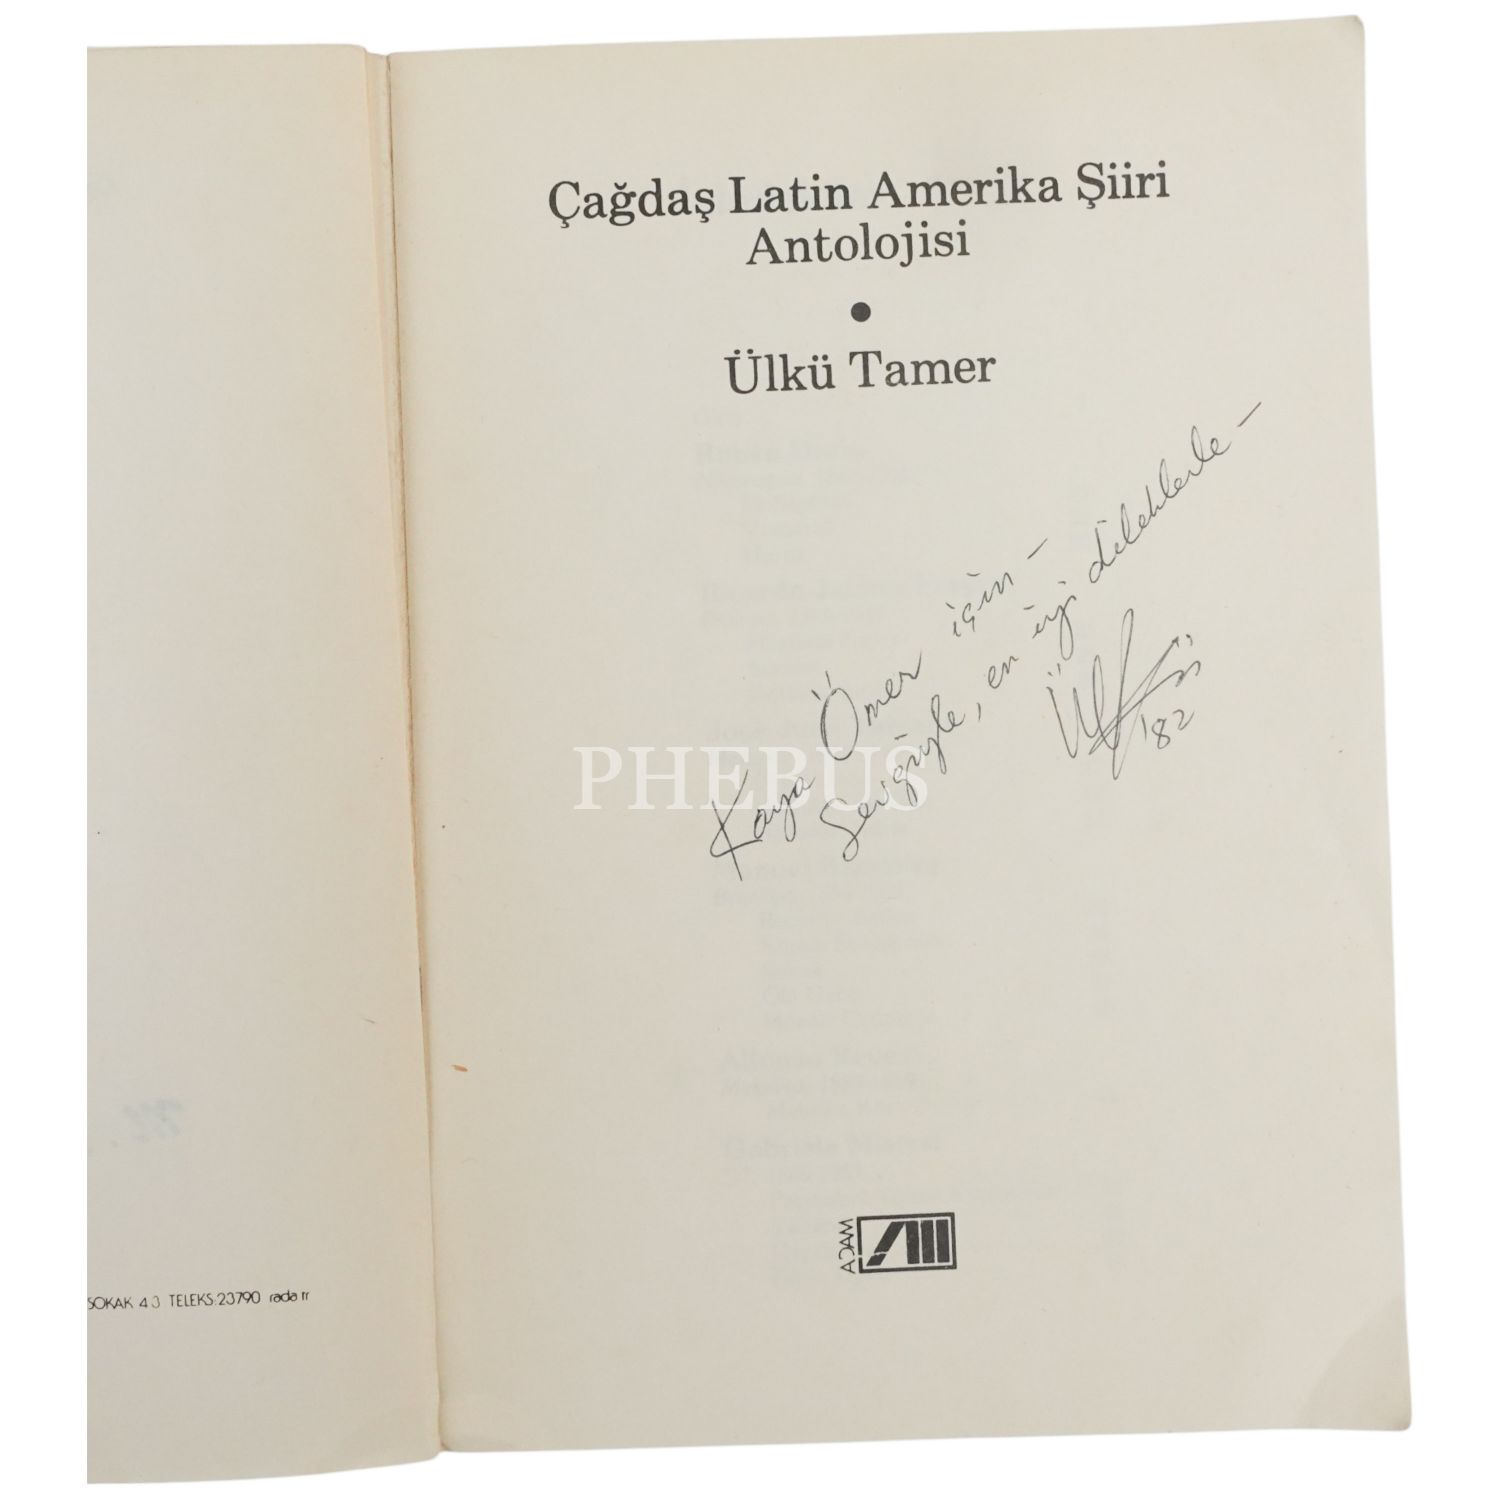 Çağdaş Latin Amerika Şiiri
Antolojisi
Ülkü Tamer
Kaya Ömer için –
Sevgiyle, en iyi dileklerle –
Ülkü
'82
PHEBUS
ADAM
SOKAK 43 TELEKS:23790 rada tr